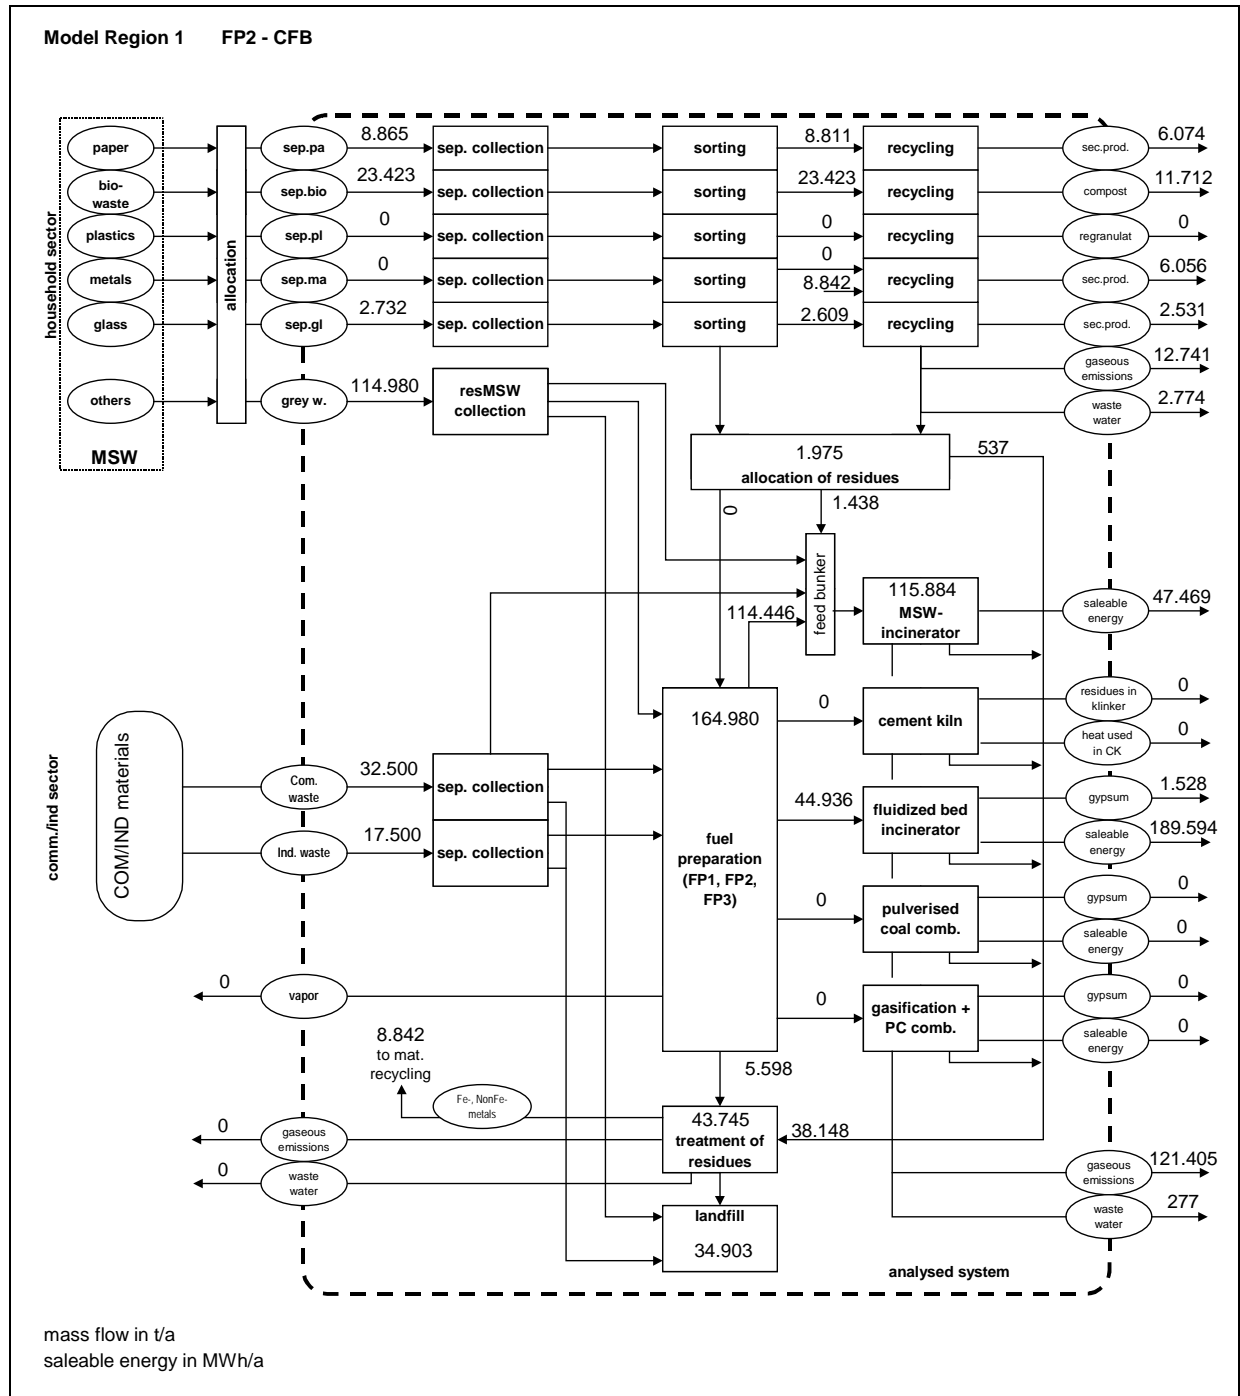 Model Region 1 FP2 - CFB
household sector
paper
bio-
waste
plastics
metals
glass
others
MSW
allocation
sep.pa
8.865
sep. collection
sorting
8.811
recycling
sec.prod.
6.074
sep.bio
23.423
sep. collection
sorting
23.423
recycling
compost
11.712
sep.pl
0
sep. collection
sorting
0
recycling
regranulat
0
sep.ma
0
sep. collection
sorting
0
8.842
recycling
sec.prod.
6.056
sep.gl
2.732
sep. collection
sorting
2.609
recycling
sec.prod.
2.531
gaseous
emissions
12.741
grey w.
114.980
resMSW
collection
waste
water
2.774
1.975
allocation of residues
537
0
1.438
feed bunker
114.446
115.884
MSW-
incinerator
saleable
energy
47.469
comm./ind sector
COM/IND materials
Com.
waste
32.500
sep. collection
Ind. waste
17.500
sep. collection
164.980
fuel
preparation
(FP1, FP2,
FP3)
0
cement kiln
residues in
klinker
0
heat used
in CK
0
44.936
fluidized bed
incinerator
gypsum
1.528
saleable
energy
189.594
0
pulverised
coal comb.
gypsum
0
saleable
energy
0
0
vapor
0
gasification +
PC comb.
gypsum
0
saleable
energy
0
8.842
to mat.
recycling
5.598
Fe-, NonFe-
metals
43.745
treatment of
residues
38.148
0
gaseous
emissions
0
waste
water
gaseous
emissions
121.405
waste
water
277
landfill
34.903
analysed system
mass flow in t/a
saleable energy in MWh/a